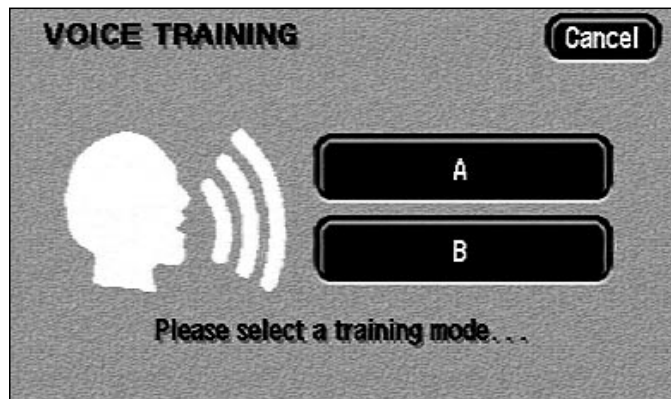 VOICE TRAINING
Cancel
A
B
Please select a training mode...